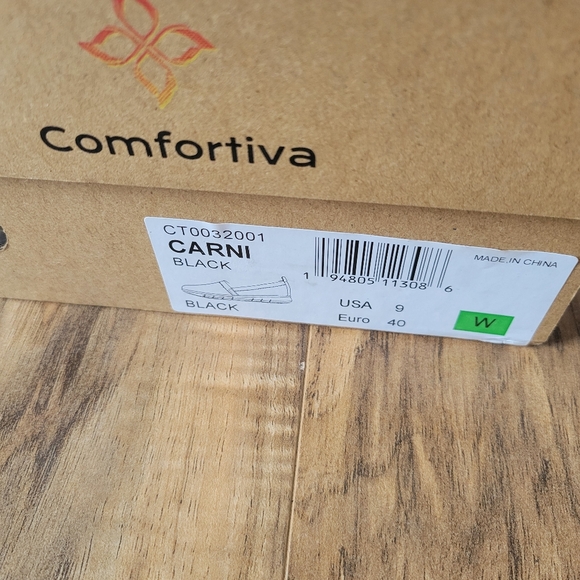 Comfortiva
CT0032001
CARNI
BLACK
BLACK
1 94805 11308 6
USA 9
Euro 40
MADE IN CHINA
W